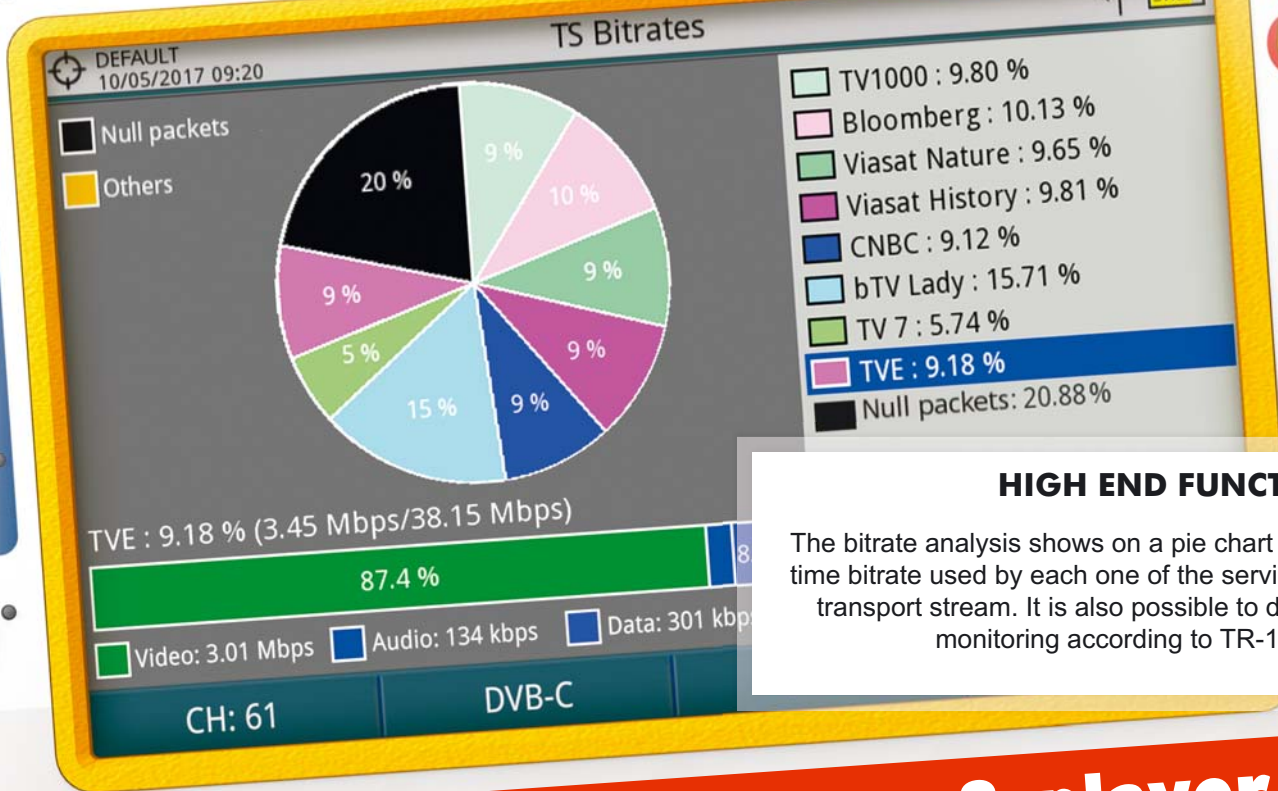 TS Bitrates
DEFAULT
10/05/2017 09:20
Null packets
Others
20 %
9 %
10 %
9 %
9 %
9 %
15 %
5 %
9 %
TV1000 : 9.80 %
Bloomberg : 10.13 %
Viasat Nature : 9.65 %
Viasat History : 9.81 %
CNBC : 9.12 %
bTV Lady : 15.71 %
TV 7 : 5.74 %
TVE : 9.18 %
Null packets: 20.88%
TVE : 9.18 % (3.45 Mbps/38.15 Mbps)
87.4 %
Video: 3.01 Mbps
Audio: 134 kbps
Data: 301 kbps
CH: 61
DVB-C
HIGH END FUNCT
The bitrate analysis shows on a pie chart
time bitrate used by each one of the servi
transport stream. It is also possible to d
monitoring according to TR-1
player